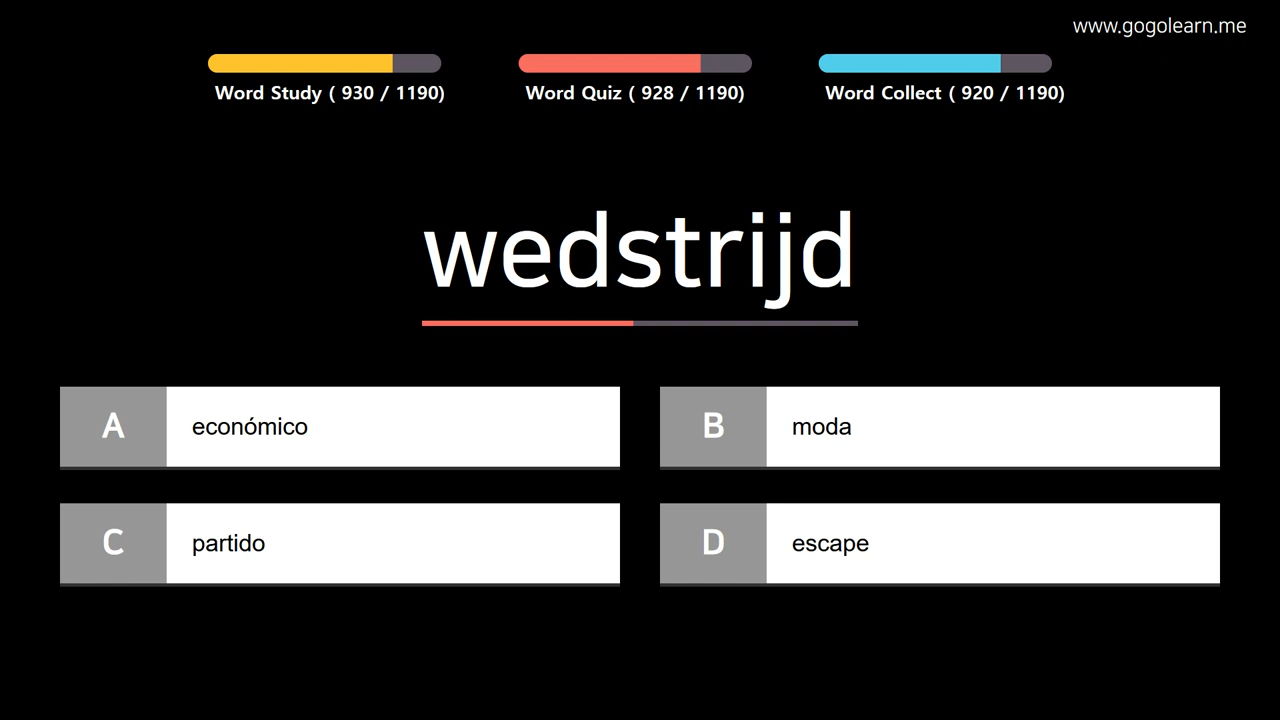 www.gogolearn.me
Word Study ( 930 / 1190)
Word Quiz ( 928 / 1190)
Word Collect ( 920 / 1190)
wedstrijd
A económico
B moda
C partido
D escape